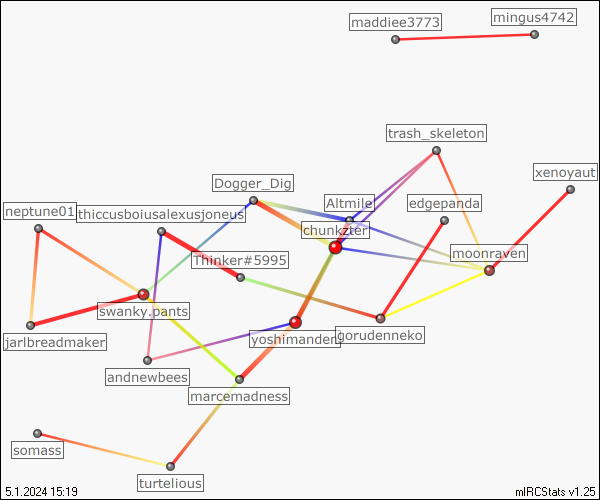 mingus4742
maddiee3773
trash_skeleton
xenoyaut
Dogger_Dig
Altmile
edgepanda
neptune01
thiccusboiusalexusjoneus
chunkzter
moonraven
Thinker#5995
swanky.pants
jarlbreadmaker
yoshimandem
gorudenneko
andnewbees
marcemadness
somass
turtelious
5.1.2024 15:19
mIRCStats v1.25